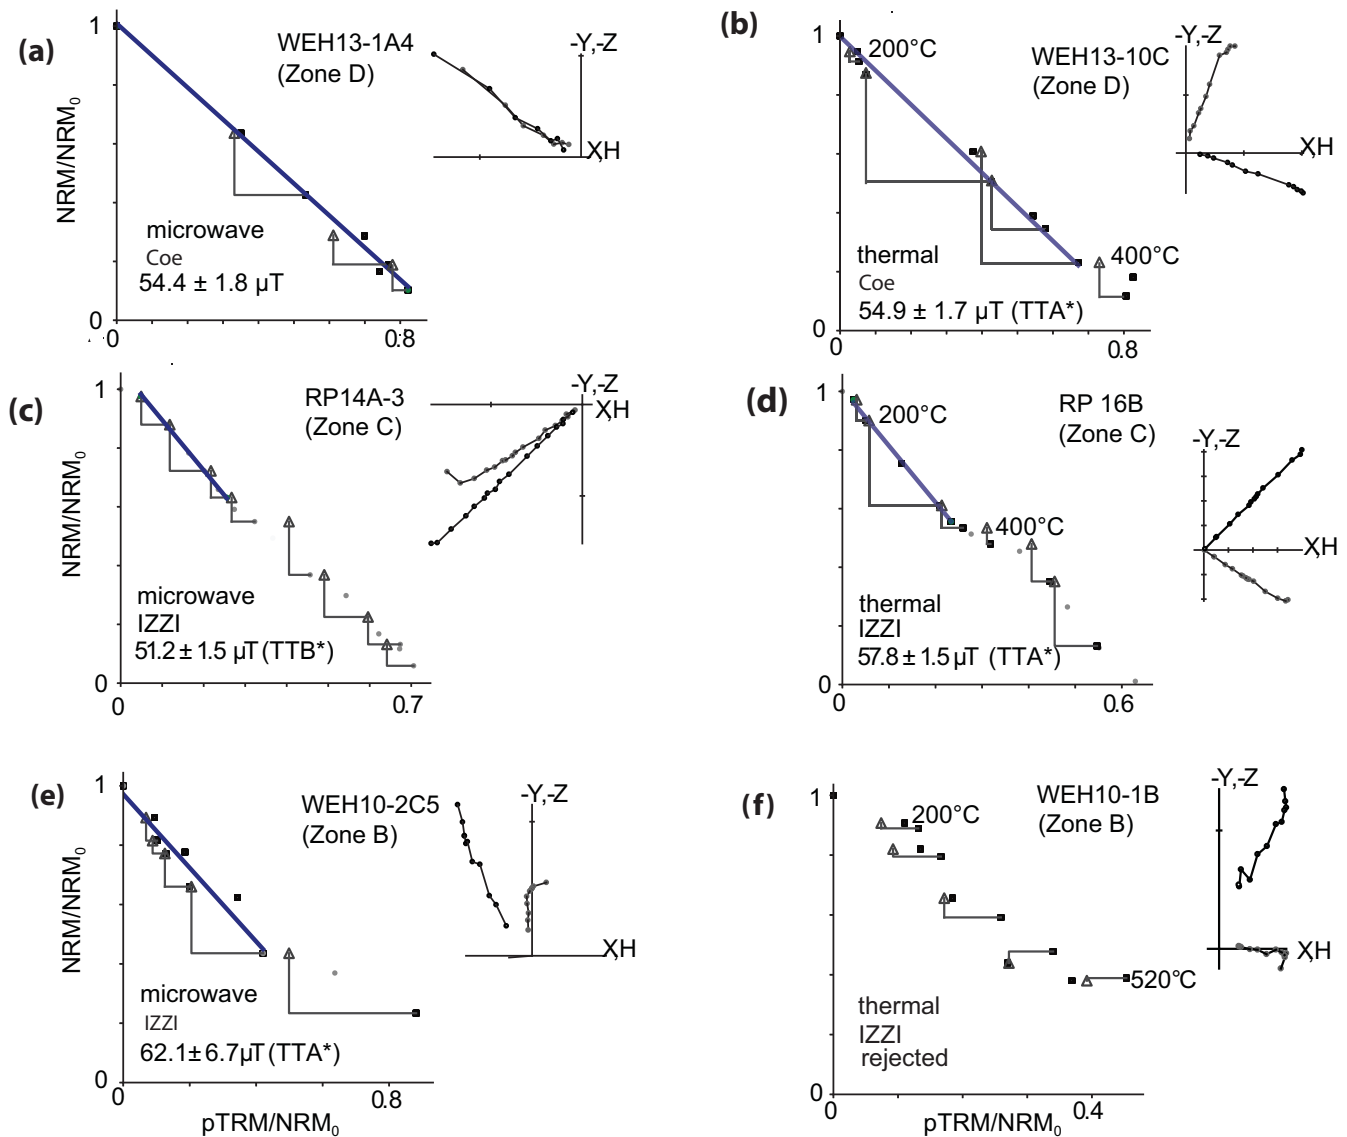 (a)
1
WEH13-1A4
(Zone D)
-Y,-Z
X,H
NRM/NRM0
microwave
Coe
54.4 ± 1.8 µT
0
0
0.8
(b)
1
200°C
WEH13-10C
(Zone D)
-Y,-Z
X,H
thermal
Coe
54.9 ± 1.7 µT (TTA*)
400°C
0
0
0.8
(c)
1
RP14A-3
(Zone C)
-Y,-Z
X,H
NRM/NRM0
microwave
IZZI
51.2 ± 1.5 µT (TTB*)
0
0
0.7
(d)
1
200°C
RP 16B
(Zone C)
-Y,-Z
X,H
400°C
thermal
IZZI
57.8 ± 1.5 µT (TTA*)
0
0
0.6
(e)
1
WEH10-2C5
(Zone B)
-Y,-Z
X,H
NRM/NRM0
microwave
IZZI
62.1± 6.7µT (TTA*)
0
0
0.8
pTRM/NRM0
(f)
1
200°C
WEH10-1B
(Zone B)
-Y,-Z
X,H
520°C
thermal
IZZI
rejected
0
0
0.4
pTRM/NRM0